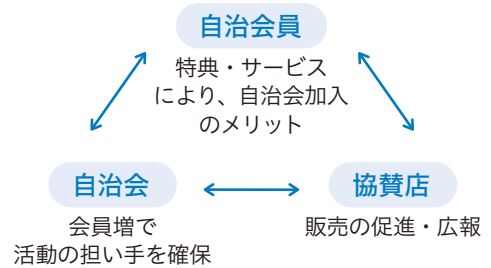 自治会員
特典・サービス
により、自治会加入
のメリット
自治会
会員増で
活動の担い手を確保
協賛店
販売の促進・広報